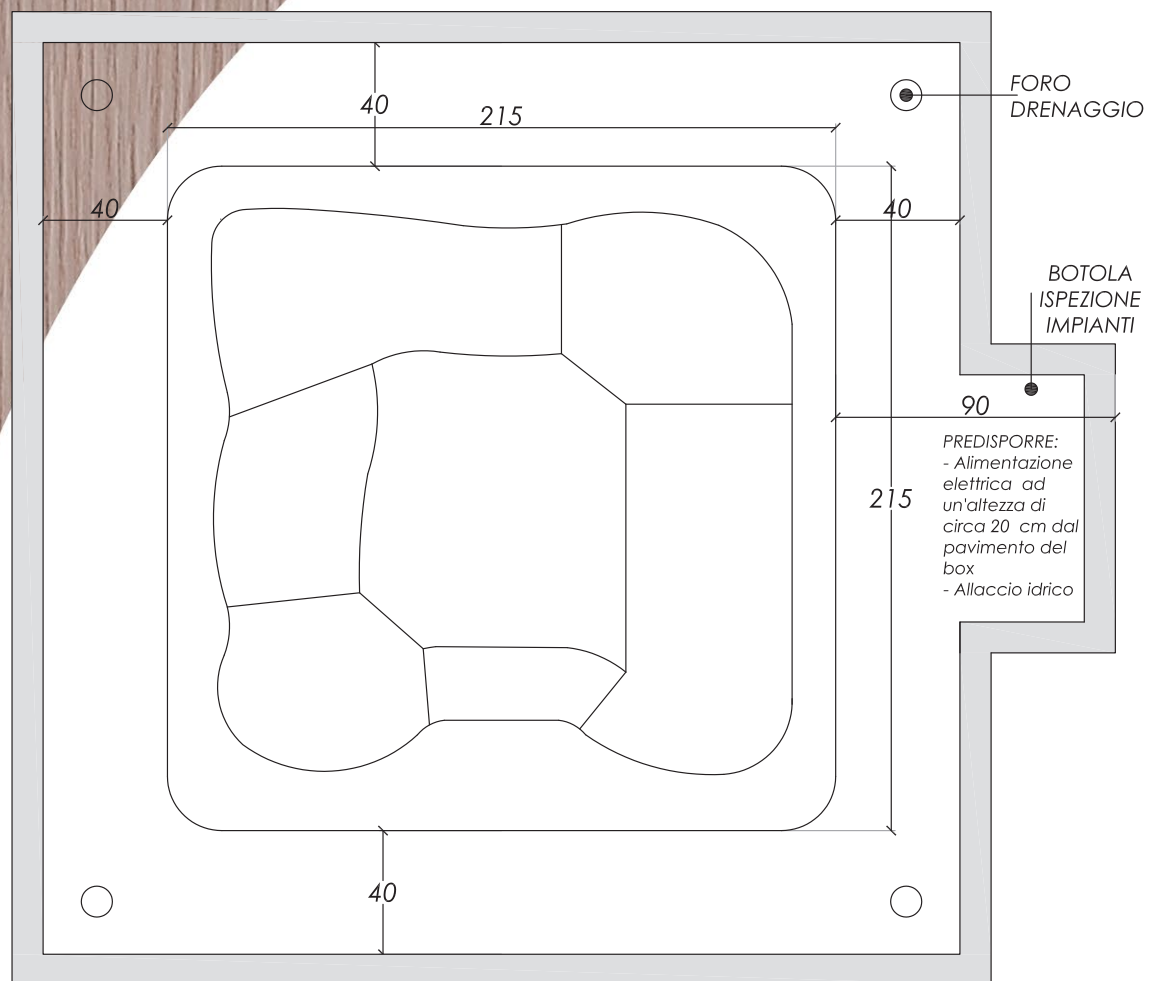 40
215
FORO
DRENAGGIO
40
40
BOTOLA
ISPEZIONE
IMPIANTI
90
PREDISPORRE:
- Alimentazione
elettrica ad
un'altezza di
circa 20 cm dal
pavimento del
box
- Allaccio idrico
215
40